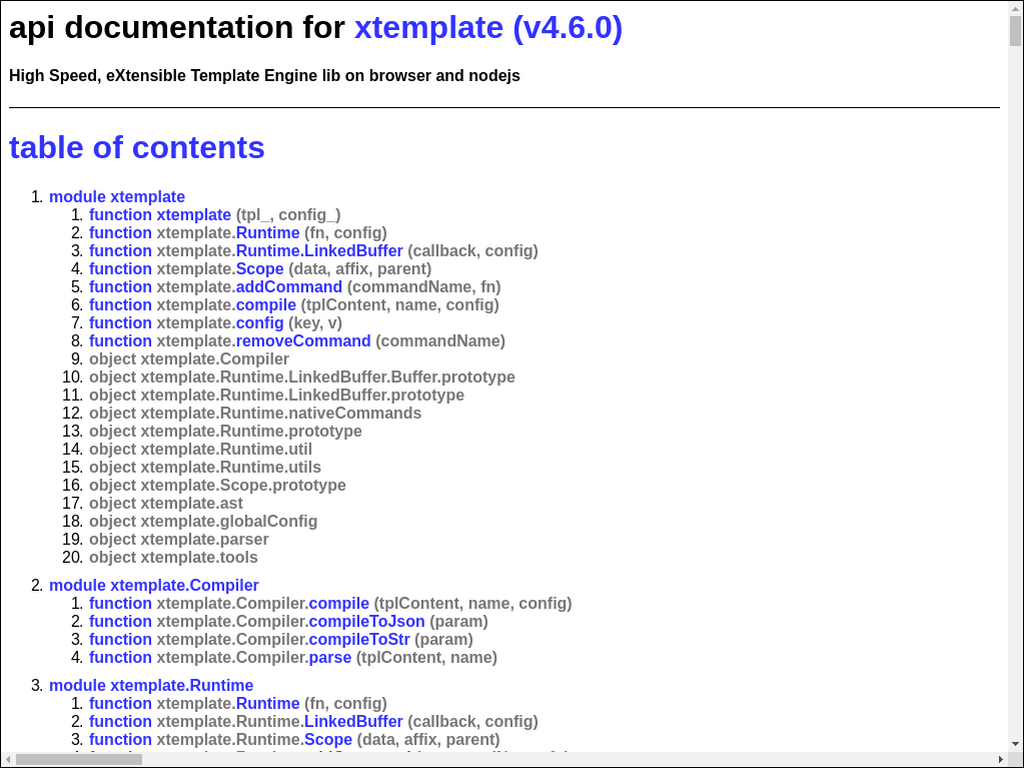 api documentation for xtemplate (v4.6.0)
High Speed, eXtensible Template Engine lib on browser and nodejs
table of contents
1. module xtemplate
1. function xtemplate (tpl_, config_)
2. function xtemplate.Runtime (fn, config)
3. function xtemplate.Runtime.LinkedBuffer (callback, config)
4. function xtemplate.Scope (data, affix, parent)
5. function xtemplate.addCommand (commandName, fn)
6. function xtemplate.compile (tplContent, name, config)
7. function xtemplate.config (key, v)
8. function xtemplate.removeCommand (commandName)
9. object xtemplate.Compiler
10. object xtemplate.Runtime.LinkedBuffer.Buffer.prototype
11. object xtemplate.Runtime.LinkedBuffer.prototype
12. object xtemplate.Runtime.nativeCommands
13. object xtemplate.Runtime.prototype
14. object xtemplate.Runtime.util
15. object xtemplate.Runtime.utils
16. object xtemplate.Scope.prototype
17. object xtemplate.ast
18. object xtemplate.globalConfig
19. object xtemplate.parser
20. object xtemplate.tools
2. module xtemplate.Compiler
1. function xtemplate.Compiler.compile (tplContent, name, config)
2. function xtemplate.Compiler.compileToJson (param)
3. function xtemplate.Compiler.compileToStr (param)
4. function xtemplate.Compiler.parse (tplContent, name)
3. module xtemplate.Runtime
1. function xtemplate.Runtime (fn, config)
2. function xtemplate.Runtime.LinkedBuffer (callback, config)
3. function xtemplate.Runtime.Scope (data, affix, parent)